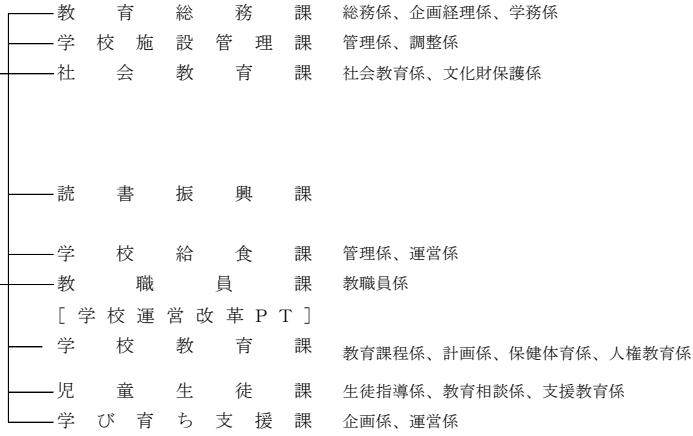 教育総務課 総務係、企画経理係、学務係
学校施設管理課 管理係、調整係
社会教育課 社会教育係、文化財保護係
読書振興課
学校給食課 管理係、運営係
教職員課 教職員係
［学校運営改革PT］
学校教育課 教育課程係、計画係、保健体育係、人権教育係
児童生徒課 生徒指導係、教育相談係、支援教育係
学び育ち支援課 企画係、運営係